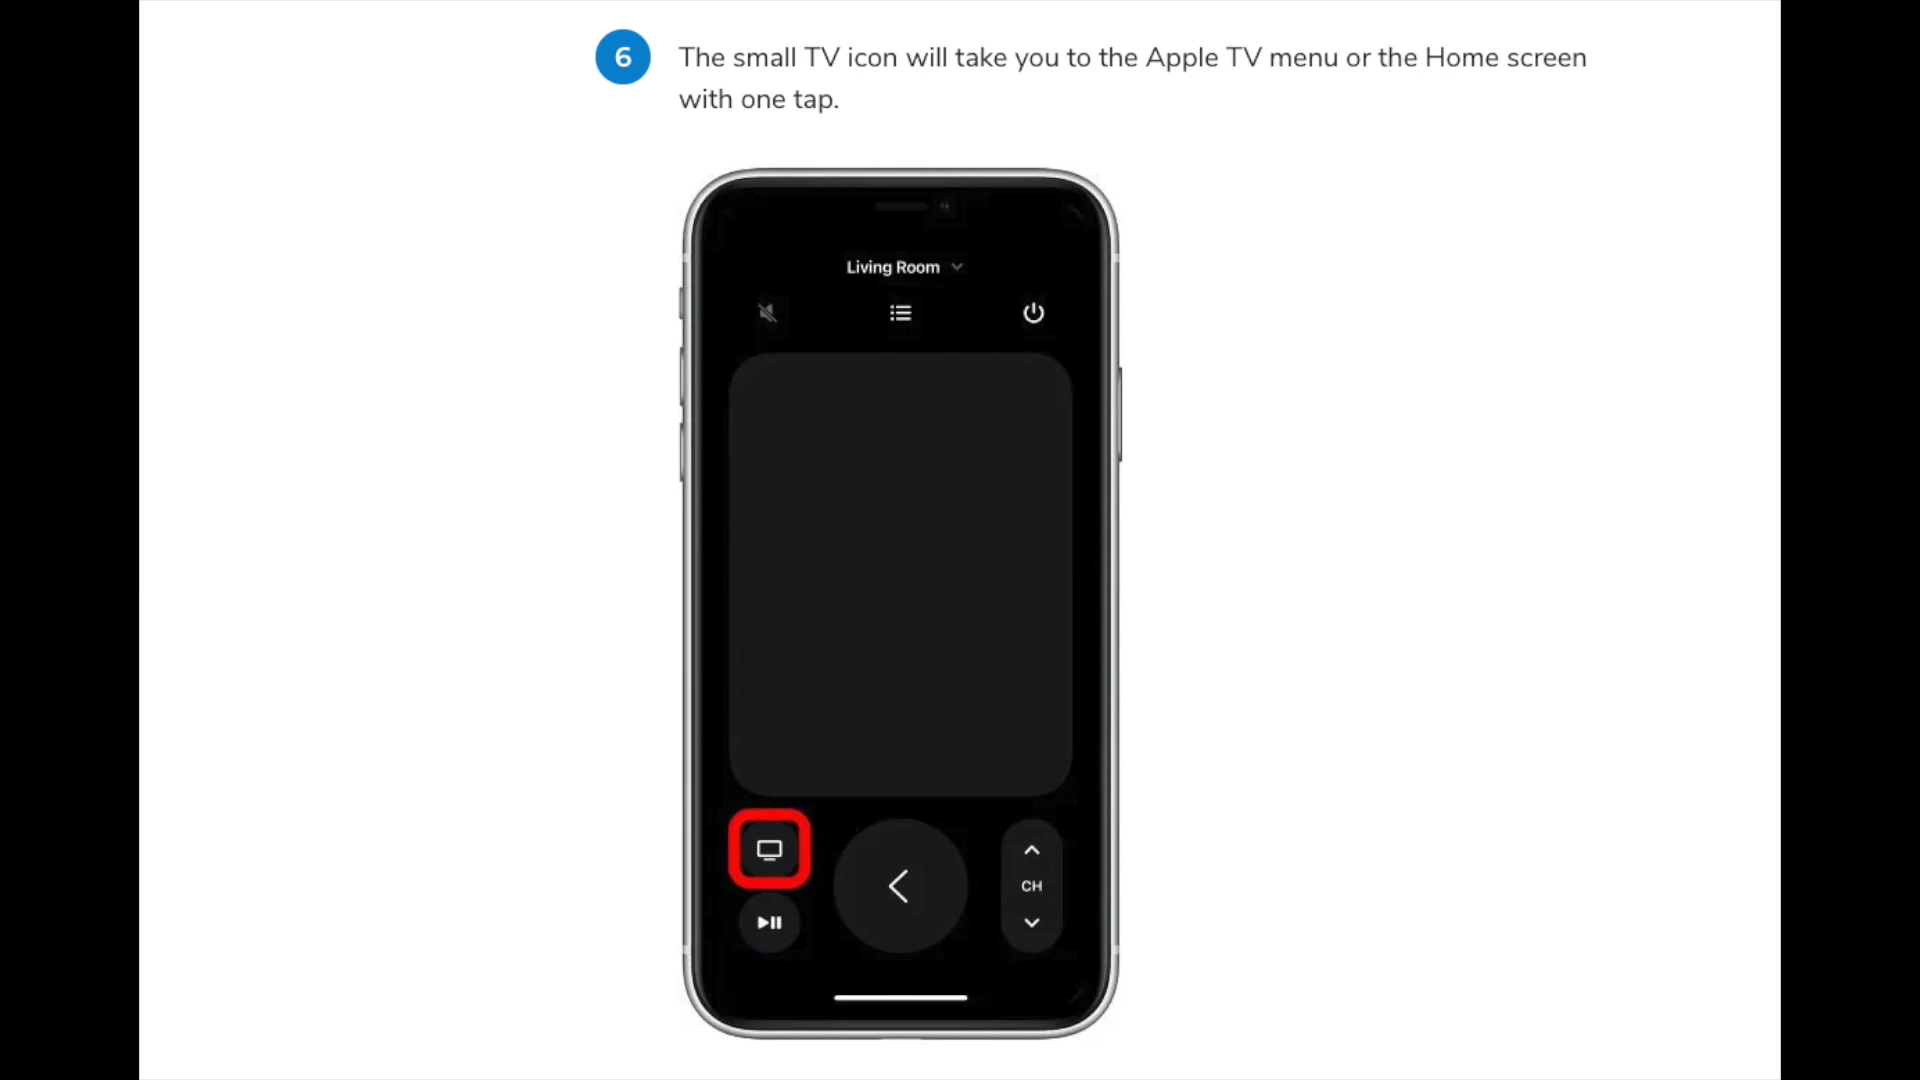 6 The small TV icon will take you to the Apple TV menu or the Home screen
with one tap.
Living Room
CH